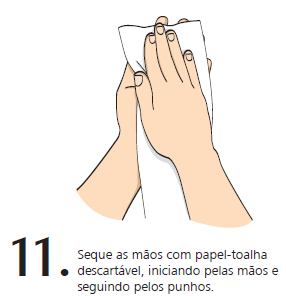 11.
Seque as mãos com papel-toalha
descartável, iniciando pelas mãos e
seguindo pelos punhos.